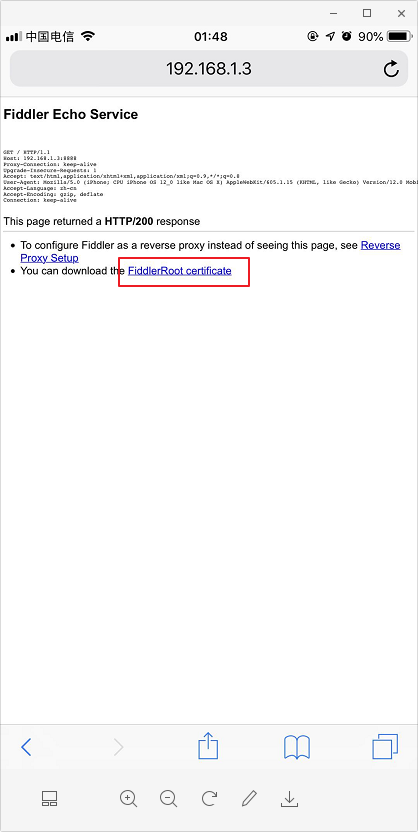 中国电信 01:48 90%
192.168.1.3
Fiddler Echo Service
GET / HTTP/1.1
Host: 192.168.1.3:8888
Proxy-Connection: keep-alive
Upgrade-Insecure-Requests: 1
Accept: text/html,application/xhtml+xml,application/xml;q=0.9,*/*;q=0.8
User-Agent: Mozilla/5.0 (iPhone; CPU iPhone OS 12_0 like Mac OS X) AppleWebKit/605.1.15 (KHTML, like Gecko) Version/12.0 Mobi
Accept-Language: zh-cn
Accept-Encoding: gzip, deflate
Connection: keep-alive
This page returned a HTTP/200 response
• To configure Fiddler as a reverse proxy instead of seeing this page, see Reverse
Proxy Setup
• You can download the FiddlerRoot certificate